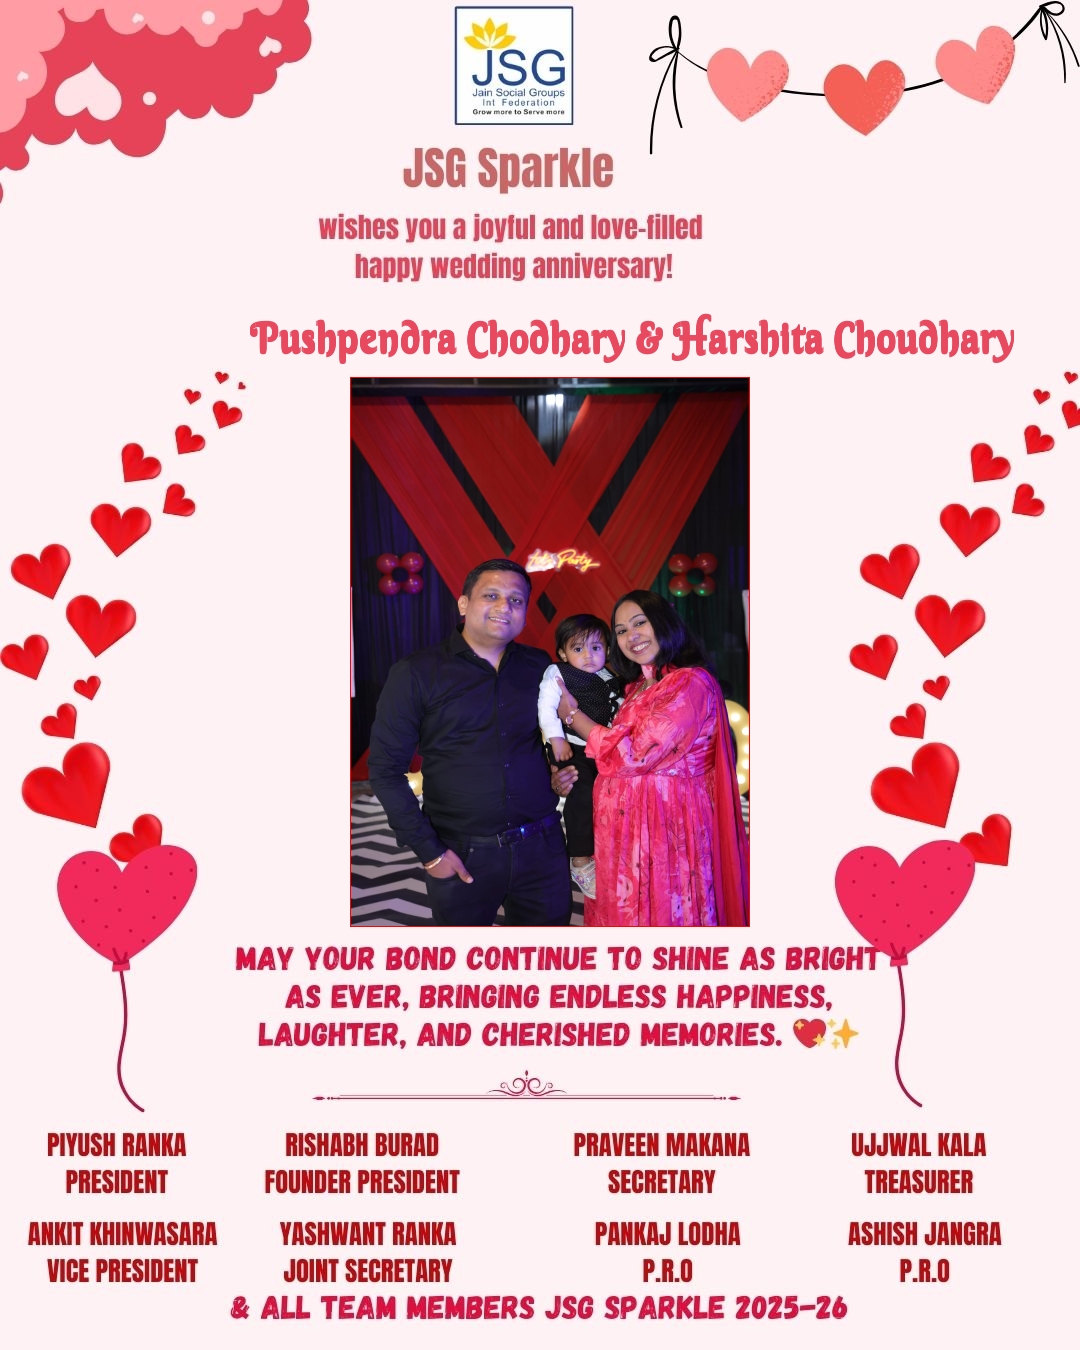 JSG
Jain Social Groups
Int Federation
Grow more to Serve more
JSG Sparkle
wishes you a joyful and love-filled
happy wedding anniversary!
Pushpendra Chodhary & Harshita Choudhary
Let's Party
MAY YOUR BOND CONTINUE TO SHINE AS BRIGHT
AS EVER, BRINGING ENDLESS HAPPINESS,
LAUGHTER, AND CHERISHED MEMORIES. 💖✨
PIYUSH RANKA
PRESIDENT
RISHABH BURAD
FOUNDER PRESIDENT
PRAVEEN MAKANA
SECRETARY
UJJWAL KALA
TREASURER
ANKIT KHINWASARA
VICE PRESIDENT
YASHWANT RANKA
JOINT SECRETARY
PANKAJ LODHA
P.R.O
ASHISH JANGRA
P.R.O
& ALL TEAM MEMBERS JSG SPARKLE 2025-26